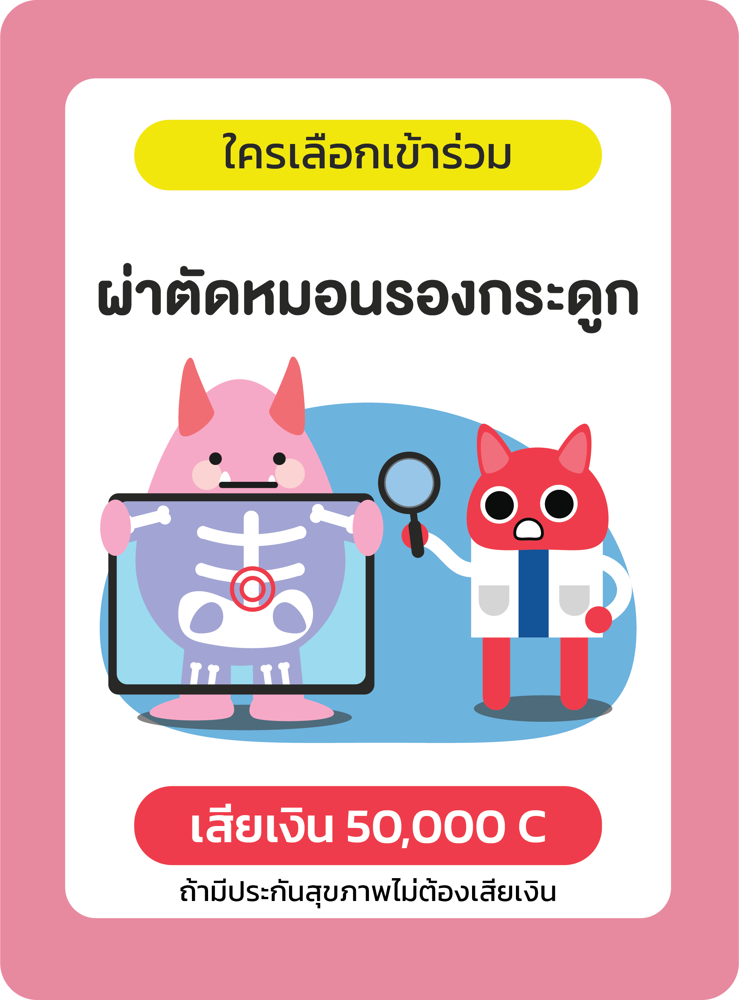 ใครเลือกเข้าร่วม
ผ่าตัดหมอนรองกระดูก
เสียเงิน 50,000 C
ถ้ามีประกันสุขภาพไม่ต้องเสียเงิน